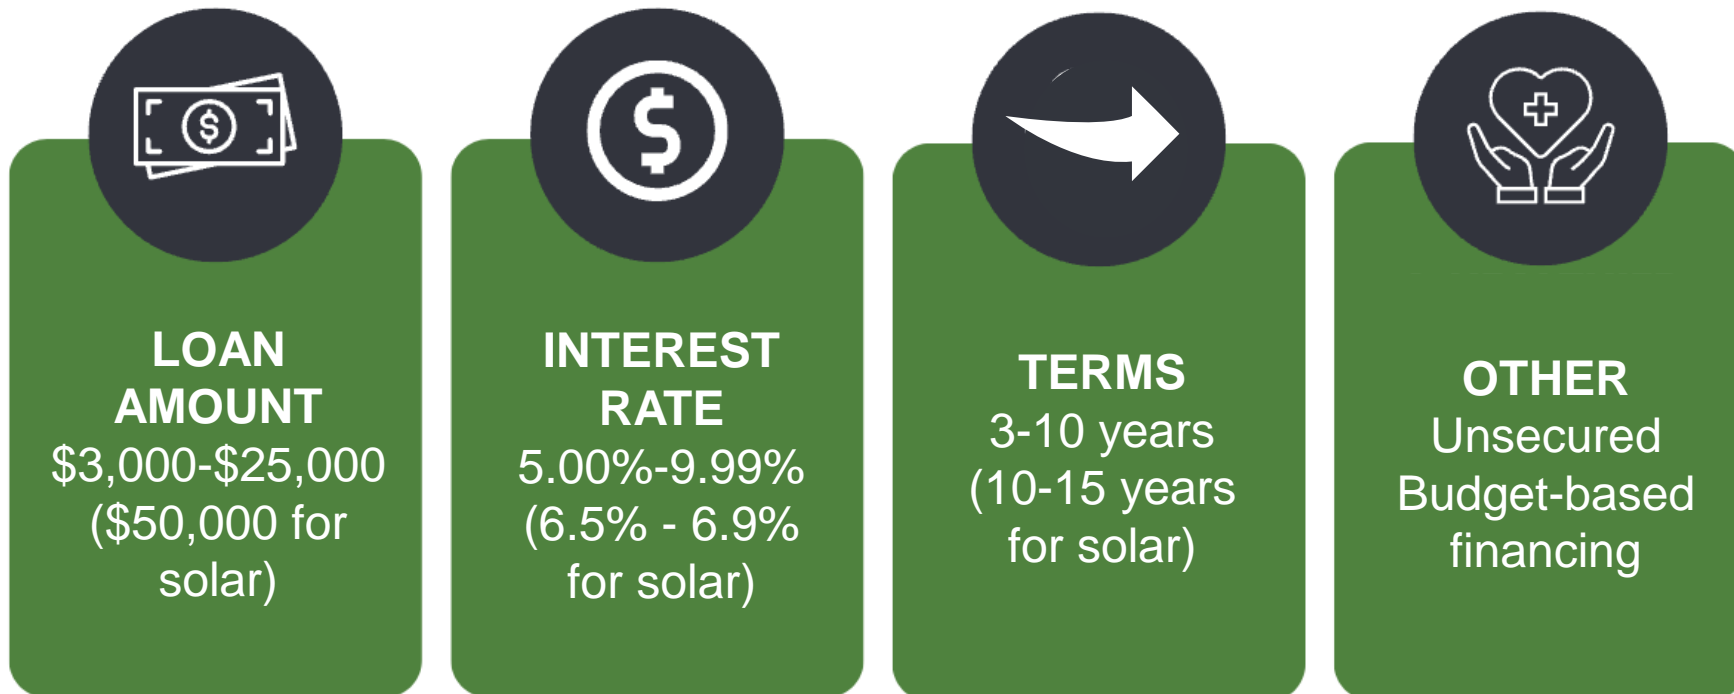 LOAN
AMOUNT
$3,000-$25,000
($50,000 for
solar)
INTEREST
RATE
5.00%-9.99%
(6.5% - 6.9%
for solar)
TERMS
3-10 years
(10-15 years
for solar)
OTHER
Unsecured
Budget-based
financing